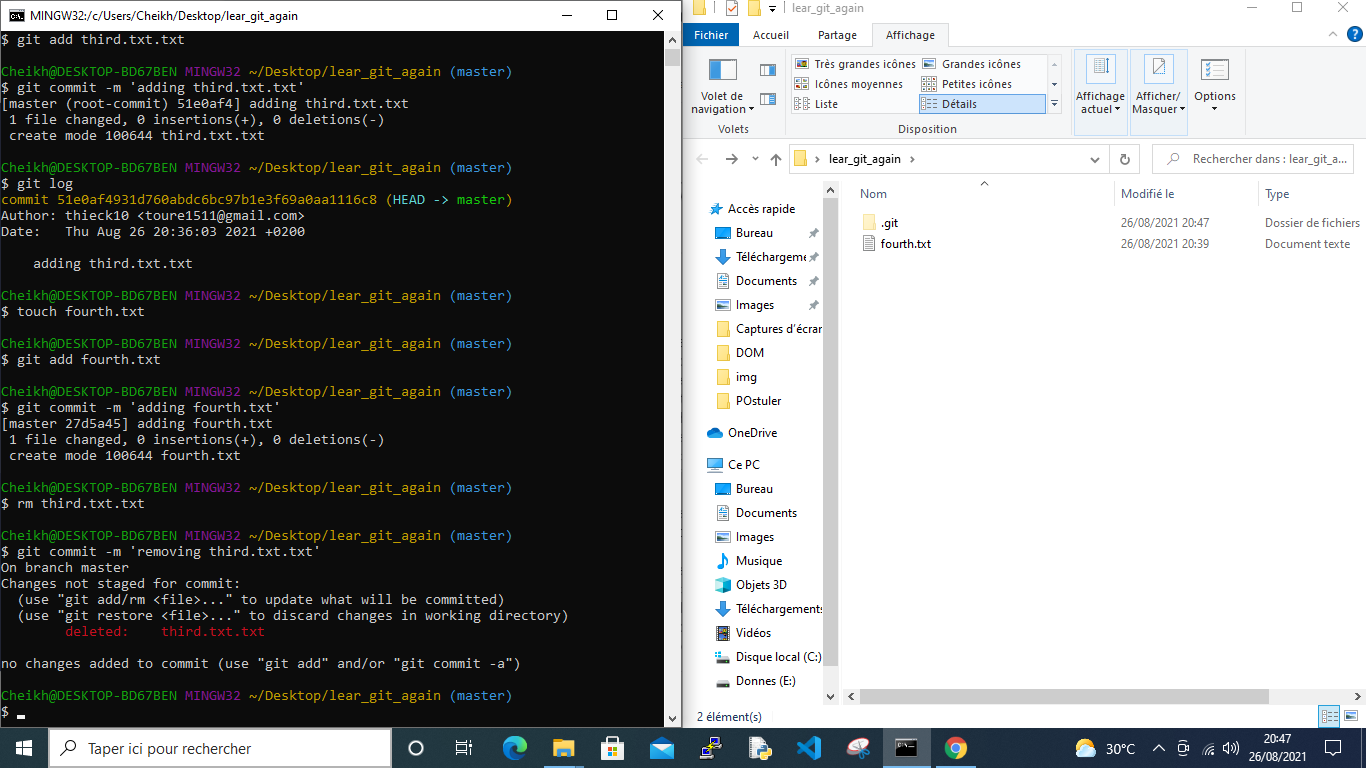 MINGW32:/c/Users/Cheikh/Desktop/lear_git_again
$ git add third.txt.txt
Cheikh@DESKTOP-BD67BEN MINGW32 ~/Desktop/lear_git_again (master)
$ git commit -m 'adding third.txt.txt'
[master (root-commit) 51e0af4] adding third.txt.txt
1 file changed, 0 insertions(+), 0 deletions(-)
create mode 100644 third.txt.txt
Cheikh@DESKTOP-BD67BEN MINGW32 ~/Desktop/lear_git_again (master)
$ git log
commit 51e0af4931d760abdc6bc97b1e3f69a0aa1116c8 (HEAD -> master)
Author: thieck10 <toure1511@gmail.com>
Date:   Thu Aug 26 20:36:03 2021 +0200
adding third.txt.txt
Cheikh@DESKTOP-BD67BEN MINGW32 ~/Desktop/lear_git_again (master)
$ touch fourth.txt
Cheikh@DESKTOP-BD67BEN MINGW32 ~/Desktop/lear_git_again (master)
$ git add fourth.txt
Cheikh@DESKTOP-BD67BEN MINGW32 ~/Desktop/lear_git_again (master)
$ git commit -m 'adding fourth.txt'
[master 27d5a45] adding fourth.txt
1 file changed, 0 insertions(+), 0 deletions(-)
create mode 100644 fourth.txt
Cheikh@DESKTOP-BD67BEN MINGW32 ~/Desktop/lear_git_again (master)
$ rm third.txt.txt
Cheikh@DESKTOP-BD67BEN MINGW32 ~/Desktop/lear_git_again (master)
$ git commit -m 'removing third.txt.txt'
On branch master
Changes not staged for commit:
(use "git add/rm <file>..." to update what will be committed)
(use "git restore <file>..." to discard changes in working directory)
deleted:    third.txt.txt
no changes added to commit (use "git add" and/or "git commit -a")
Cheikh@DESKTOP-BD67BEN MINGW32 ~/Desktop/lear_git_again (master)
$
lear_git_again
Fichier Accueil Partage Affichage
Volet de navigation
Volets
Très grandes icônes Grandes icônes
Icônes moyennes Petites icônes
Liste Détails
Disposition
Affichage actuel
Afficher/ Masquer
Options
lear_git_again
Rechercher dans : lear_git_a...
Nom Modifié le Type
.git 26/08/2021 20:47 Dossier de fichiers
fourth.txt 26/08/2021 20:39 Document texte
Accès rapide
Bureau
Téléchargeme
Documents
Images
Captures d'écran
DOM
img
POstuler
OneDrive
Ce PC
Bureau
Documents
Images
Musique
Objets 3D
Téléchargements
Vidéos
Disque local (C:)
Donnes (E:)
2 élément(s)
Taper ici pour rechercher
30°C
20:47
26/08/2021